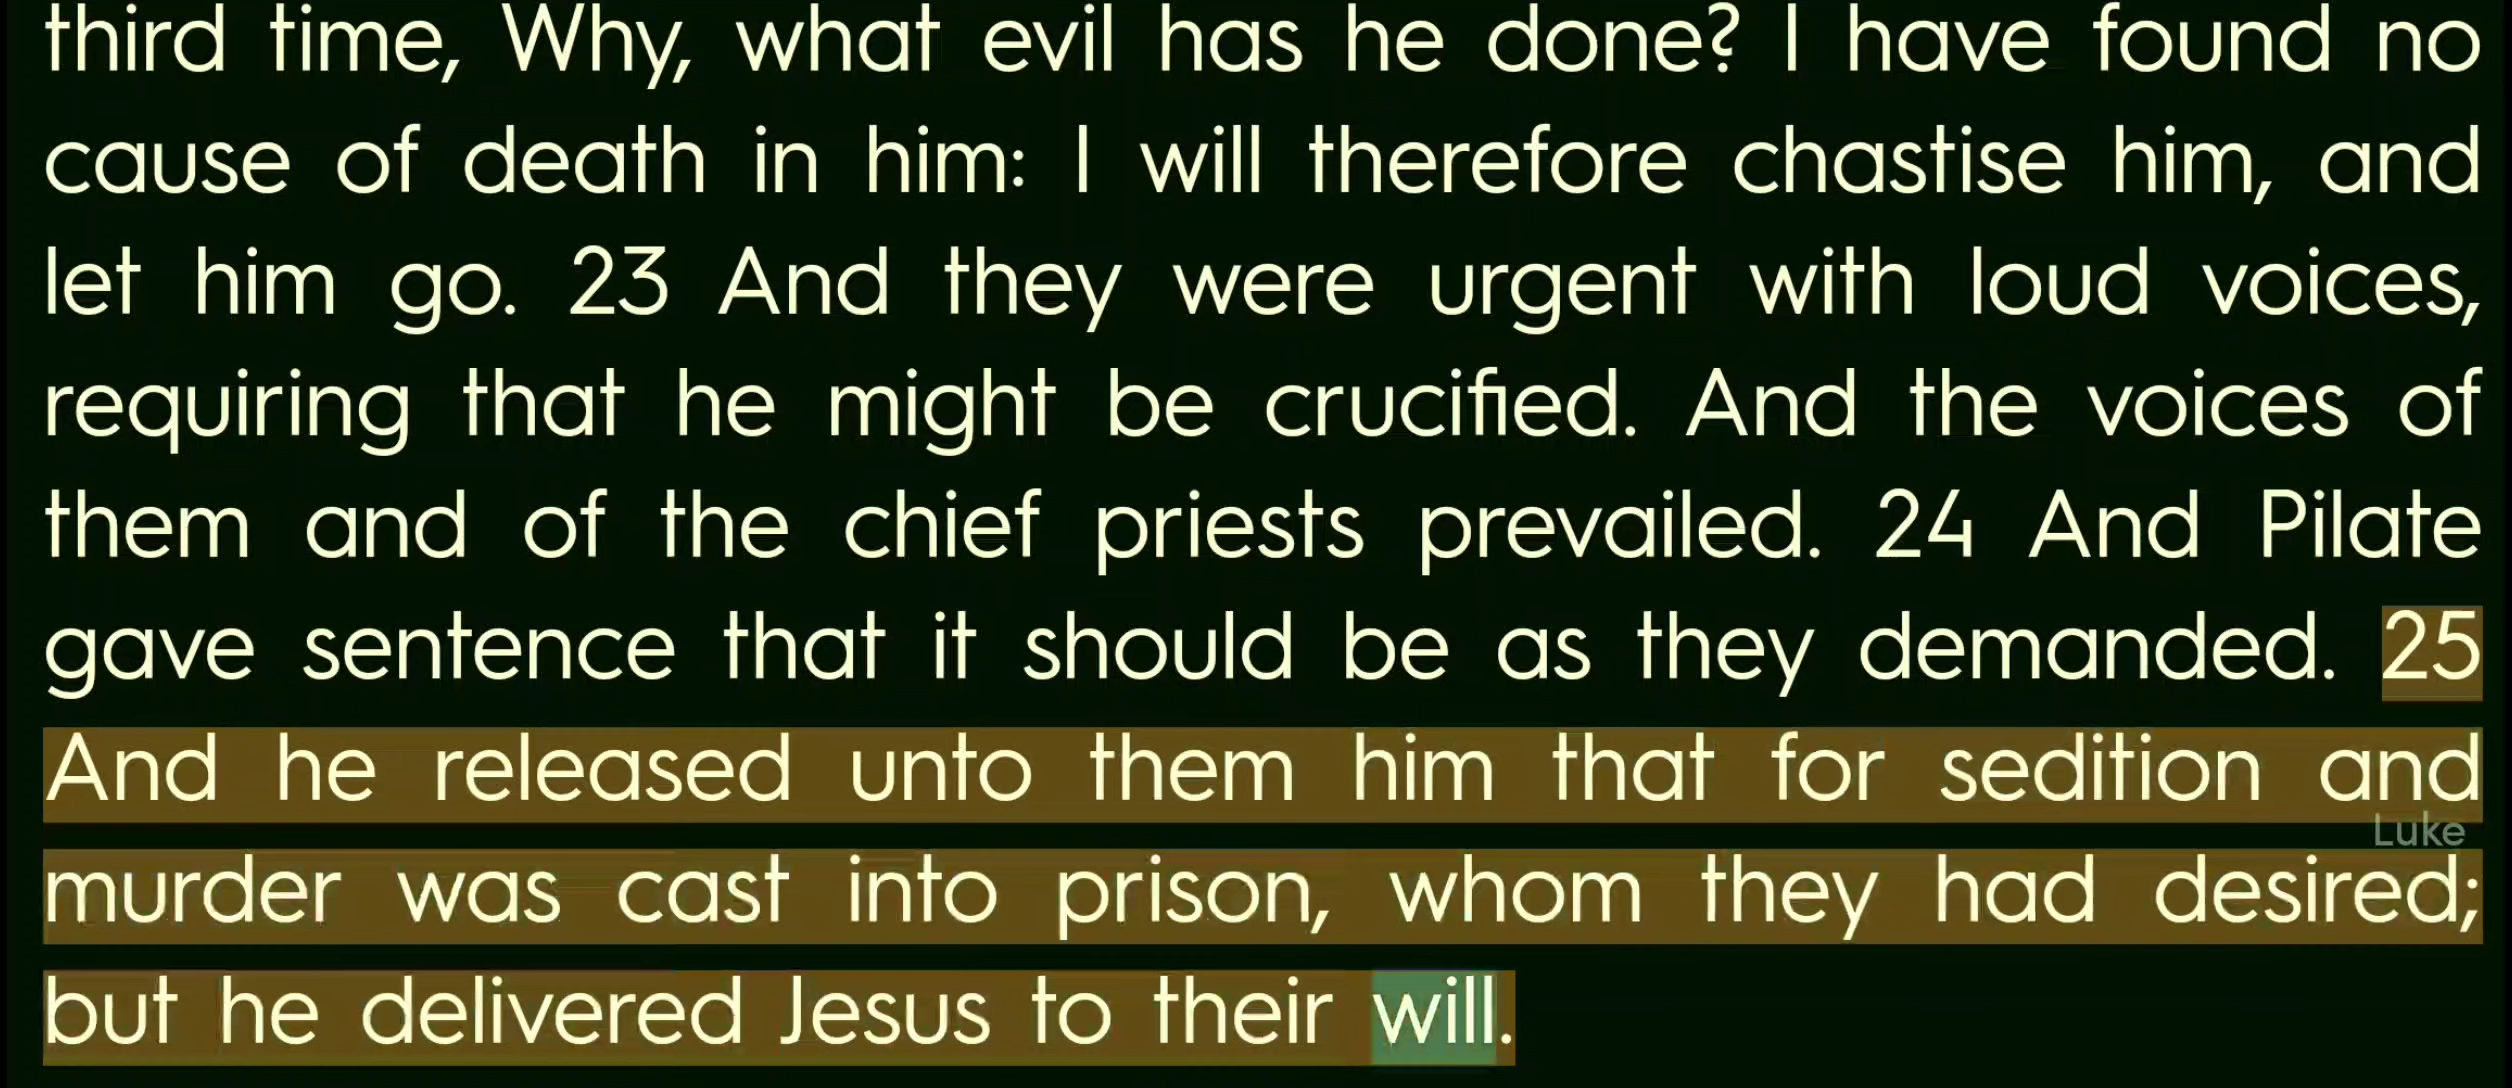 third time, Why, what evil has he done? I have found no
cause of death in him: I will therefore chastise him, and
let him go. 23 And they were urgent with loud voices,
requiring that he might be crucified. And the voices of
them and of the chief priests prevailed. 24 And Pilate
gave sentence that it should be as they demanded. 25
And he released unto them him that for sedition and
Luke
murder was cast into prison, whom they had desired;
but he delivered Jesus to their will.